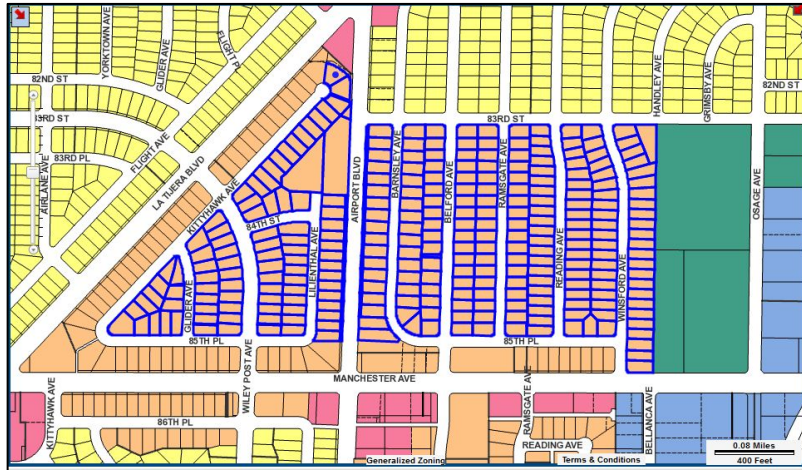 YORKTOWN AVE
GLIDER AVE
FLIGHT PL
82ND ST
HANDLEY AVE
GRIMSBY AVE
82ND ST
83RD ST
83RD ST
FLIGHT AVE
83RD PL
AIRLANE AVE
LA TIJERA BLVD
KITTYHAWK AVE
84TH ST
LILIENTHAL AVE
AIRPORT BLVD
BARNSLEY AVE
BELFORD AVE
RAMSGATE AVE
READING AVE
WINSFORD AVE
OSAGE AVE
GLIDER AVE
85TH PL
85TH PL
WILEY POST AVE
MANCHESTER AVE
KITTYHAWK AVE
RAMSGATE AVE
BELLANCA AVE
86TH PL
READING AVE
0.08 Miles
Generalized Zoning
Terms & Conditions
400 Feet